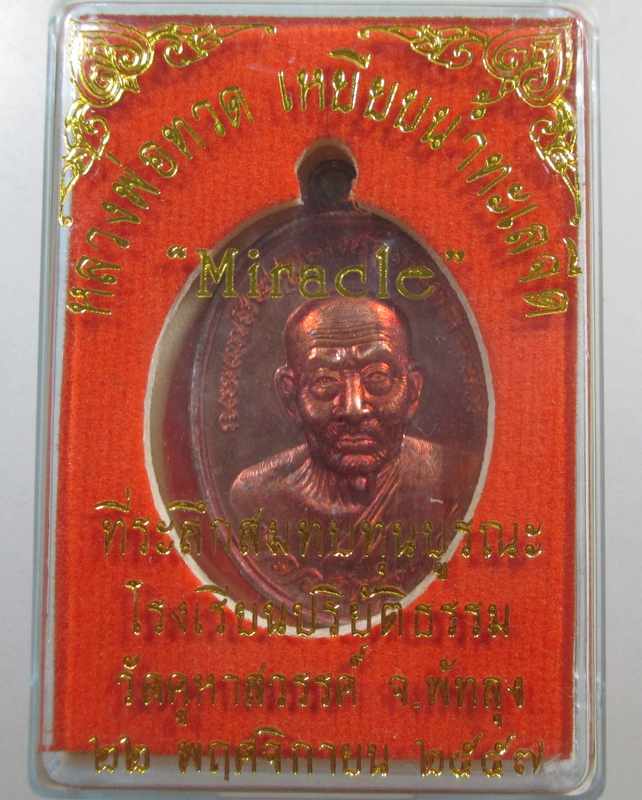 หลวงพ่อทวด เหยียบน้ำทะเลจืด
"Miracle"
ที่ระลึกสมทบทุนบูรณะ
โรงเรียนปริยัติธรรม
วัดคูหาสวรรค์ จ.พัทลุง
๒๒ พฤศจิกายน ๒๕๕๗